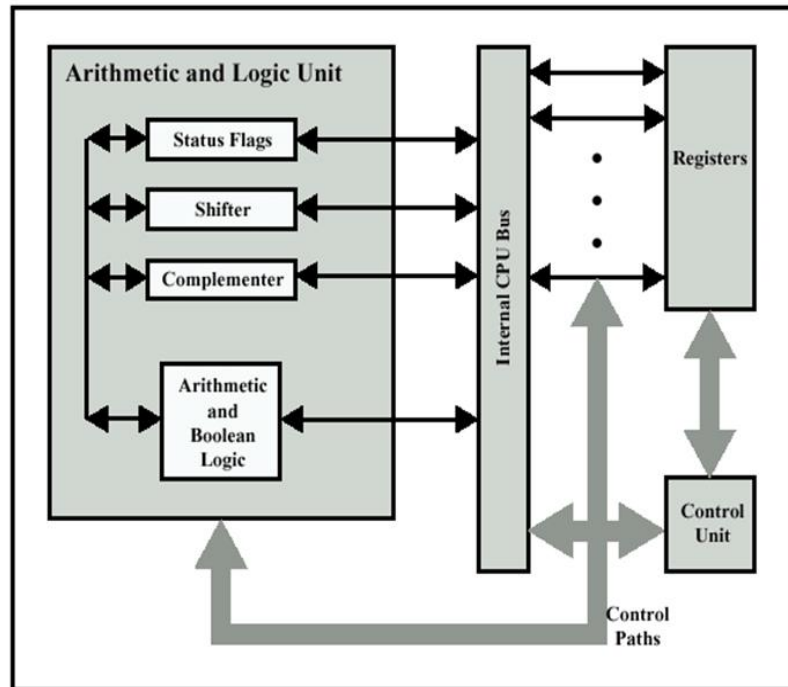 Arithmetic and Logic Unit
Status Flags
Shifter
Complementer
Arithmetic
and
Boolean
Logic
Internal CPU Bus
Registers
Control
Unit
Control
Paths